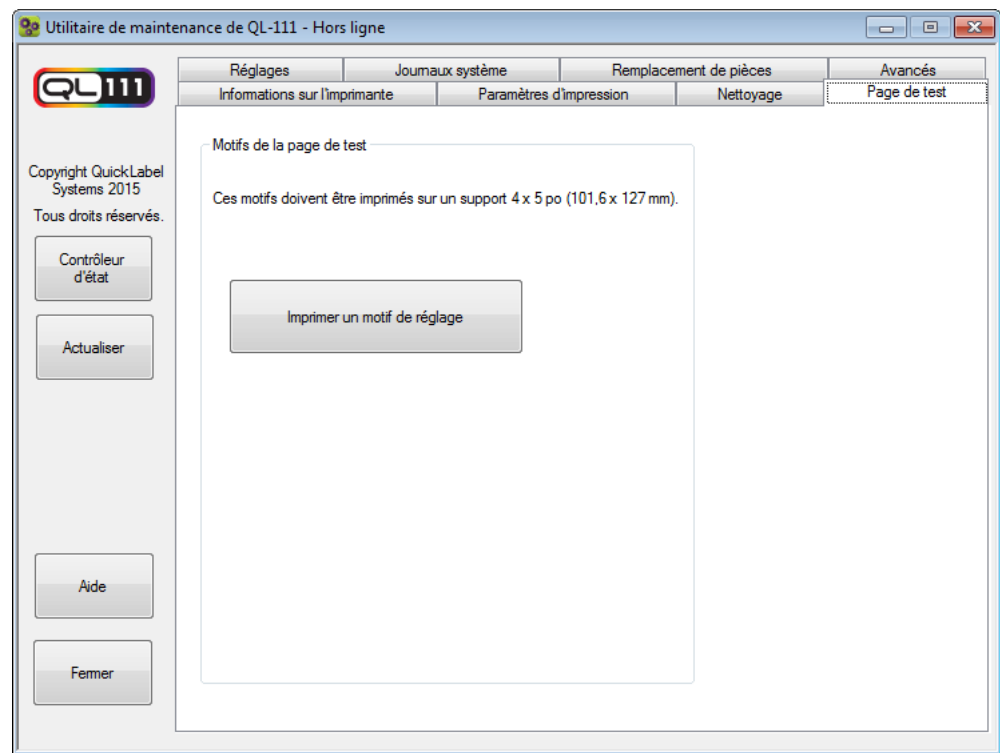 Utilitaire de maintenance de QL-111 - Hors ligne
QL111
Copyright QuickLabel
Systems 2015
Tous droits réservés.
Contrôleur
d'état
Actualiser
Aide
Fermer
Réglages
Journaux système
Remplacement de pièces
Avancés
Informations sur l'imprimante
Paramètres d'impression
Nettoyage
Page de test
Motifs de la page de test
Ces motifs doivent être imprimés sur un support 4 x 5 po (101,6 x 127 mm).
Imprimer un motif de réglage